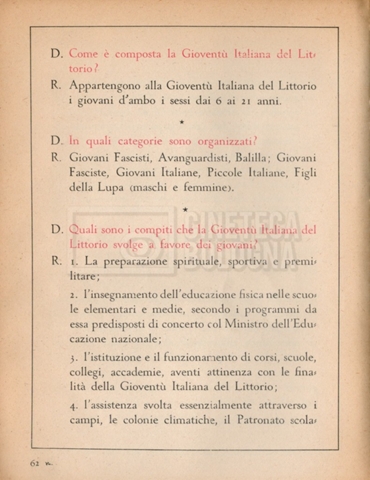 D. Come è composta la Gioventù Italiana del Lit-
torio?
R. Appartengono alla Gioventù Italiana del Littorio
i giovani d'ambo i sessi dai 6 ai 21 anni.
*
D. In quali categorie sono organizzati?
R. Giovani Fascisti, Avanguardisti, Balilla; Giovani
Fasciste, Giovani Italiane, Piccole Italiane, Figli
della Lupa (maschi e femmine).
*
D. Quali sono i compiti che la Gioventù Italiana del
Littorio svolge a favore dei giovani?
R. 1. La preparazione spirituale, sportiva e premi-
litare;
2. l'insegnamento dell'educazione fisica nelle scuo-
le elementari e medie, secondo i programmi da
essa predisposti di concerto col Ministro dell'Edu-
cazione nazionale;
3. l'istituzione e il funzionamento di corsi, scuole,
collegi, accademie, aventi attinenza con le fina-
lità della Gioventù Italiana del Littorio;
4. l'assistenza svolta essenzialmente attraverso i
campi, le colonie climatiche, il Patronato scola-
62
CINETECA